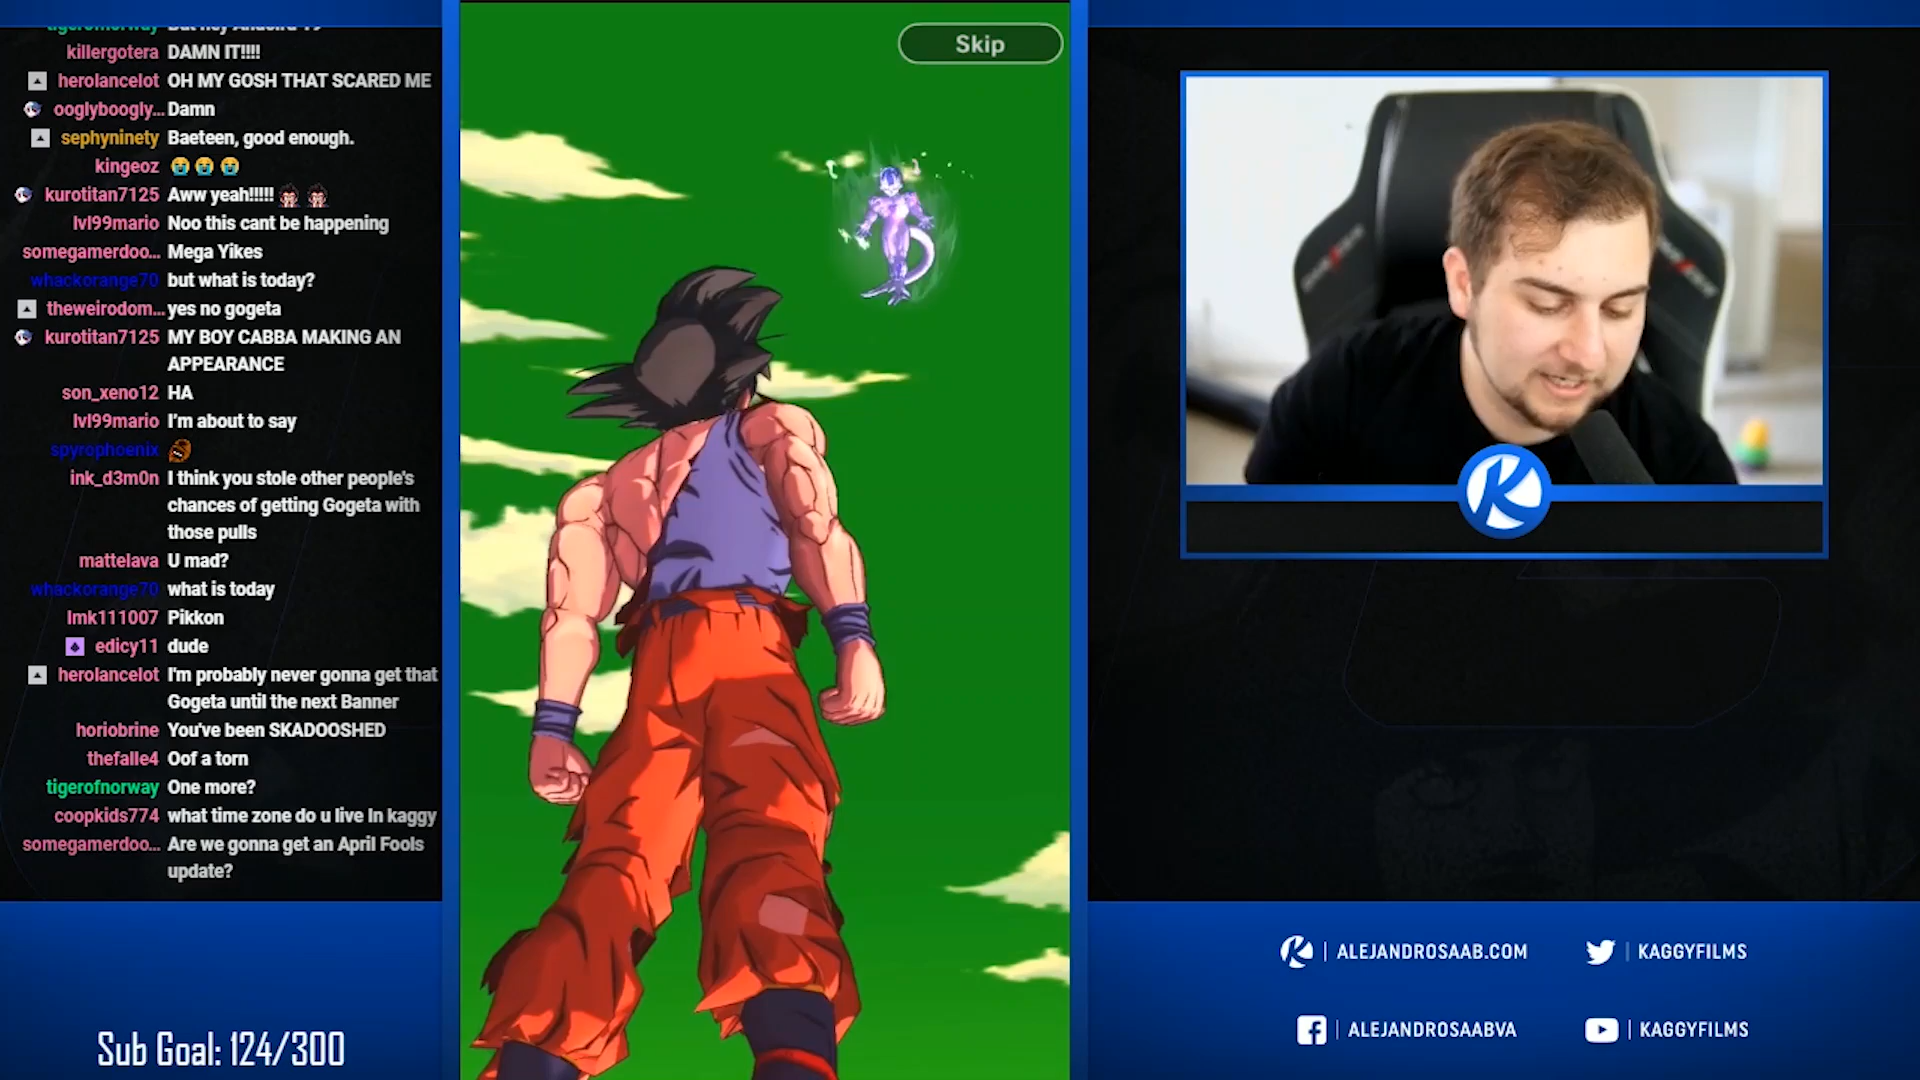 killergotera DAMN IT!!!!
herolancelot OH MY GOSH THAT SCARED ME
ooglyboogly... Damn
sephyninety Baeteen, good enough.
kingeoz 😭 😭 😭
kurotitan7125 Aww yeah!!!!!
lvl99mario Noo this cant be happening
somegamerdoo... Mega Yikes
whackorange70 but what is today?
theweirodom... yes no gogeta
kurotitan7125 MY BOY CABBA MAKING AN
APPEARANCE
son_xeno12 HA
lvl99mario I'm about to say
spyrophoenix
ink_d3m0n I think you stole other people's
chances of getting Gogeta with
those pulls
mattelava U mad?
whackorange70 what is today
lmk111007 Pikkon
edicy11 dude
herolancelot I'm probably never gonna get that
Gogeta until the next Banner
horiobrine You've been SKADOOSHED
thefalle4 Oof a torn
tigerofnorway One more?
coopkids774 what time zone do u live In kaggy
somegamerdoo... Are we gonna get an April Fools
update?
Sub Goal: 124/300
Skip
K
ALEJANDROSAAB.COM
KAGGYFILMS
ALEJANDROSAABVA
KAGGYFILMS